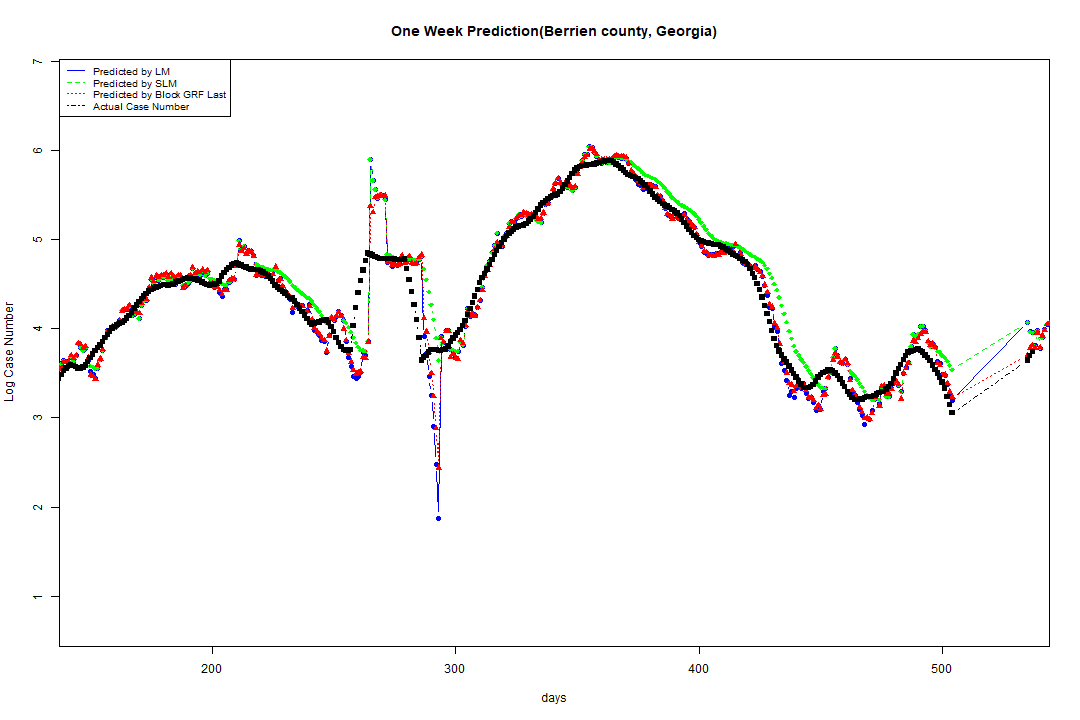 One Week Prediction(Berrien county, Georgia)
Predicted by LM
Predicted by SLM
Predicted by Block GRF Last
Actual Case Number
Log Case Number
7
6
5
4
3
2
1
200 300 400 500
days